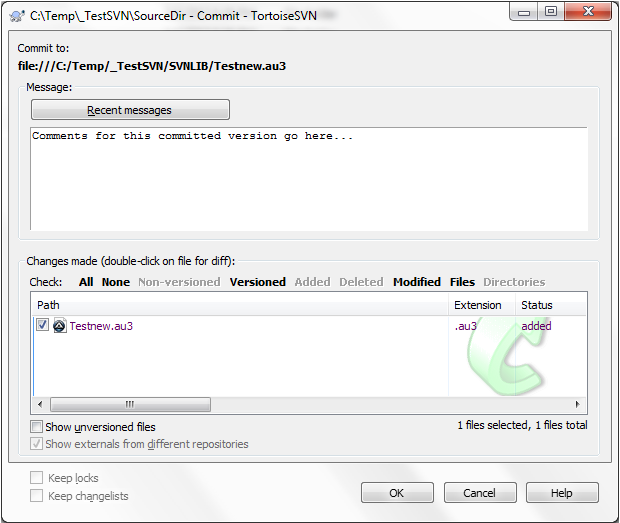 C:\Temp\_TestSVN\SourceDir - Commit - TortoiseSVN
Commit to:
file:///C:/Temp/_TestSVN/SVNLIB/Testnew.au3
Message:
Recent messages
Comments for this committed version go here...
Changes made (double-click on file for diff):
Check: All None Non-versioned Versioned Added Deleted Modified Files Directories
Path Extension Status
Testnew.au3 .au3 added
Show unversioned files 1 files selected, 1 files total
Show externals from different repositories
Keep locks
Keep changelists
OK Cancel Help